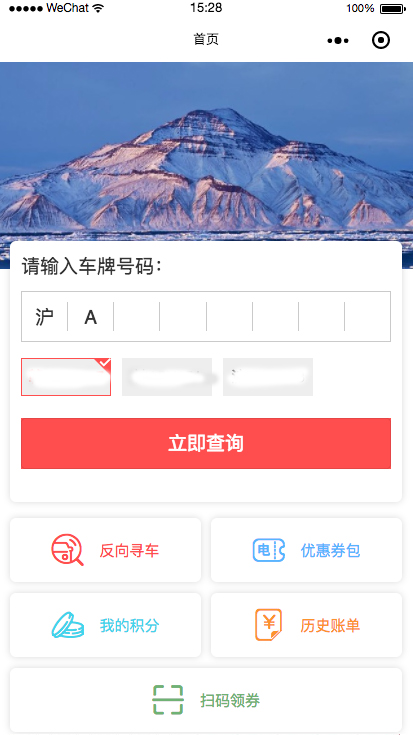 WeChat 15:28 100%
首页
请输入车牌号码：
沪 A
立即查询
反向寻车
电 优惠券包
我的积分
¥ 历史账单
扫码领券